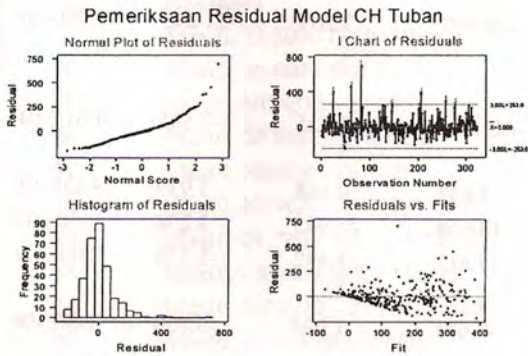 Pemeriksaan Residual Model CH Tuban
Normal Plot of Residuals
Residual
750
500
250
0
-3 -2 -1 0 1 2 3
Normal Score
I Chart of Residuals
Residual
800
400
0
0 100 200 300
Observation Number
Histogram of Residuals
Frequency
90
80
70
60
50
40
30
20
10
0
0 400 800
Residual
Residuals vs. Fits
Residual
750
500
250
0
-100 0 100 200 300 400
Fit